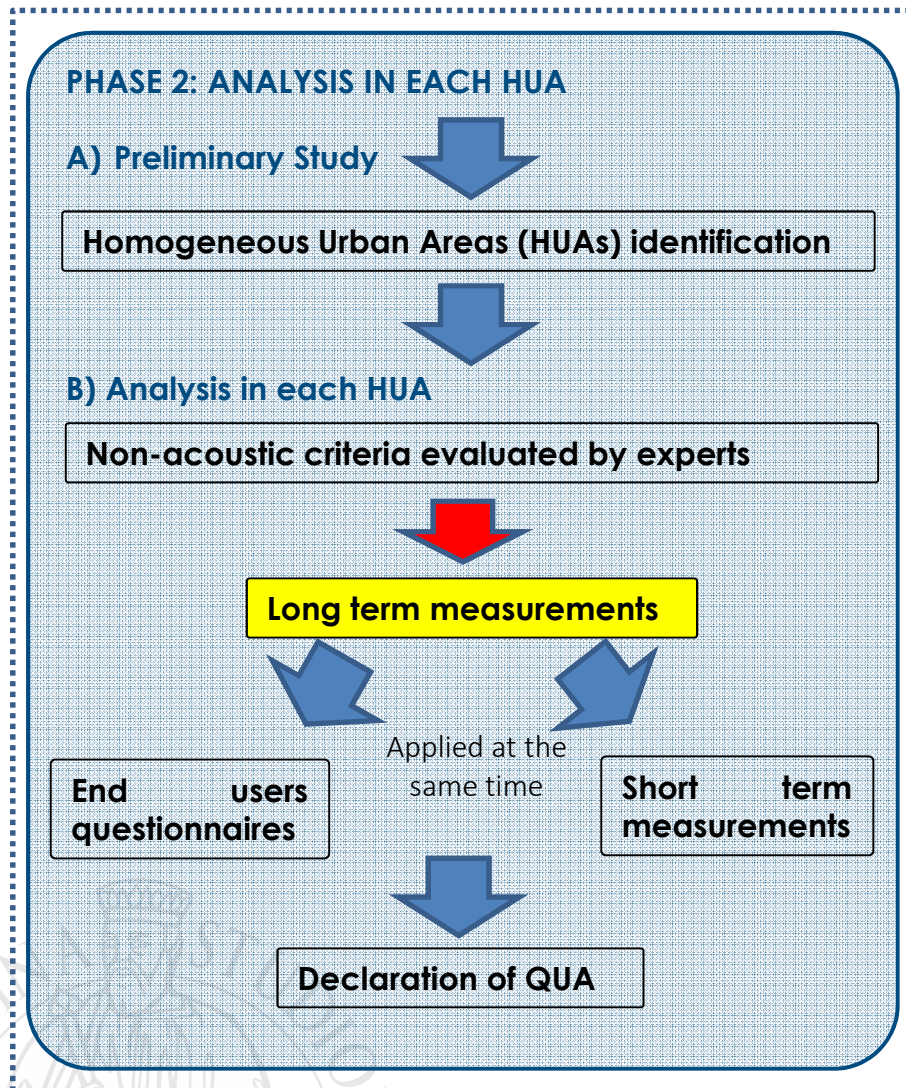 PHASE 2: ANALYSIS IN EACH HUA
A) Preliminary Study
Homogeneous Urban Areas (HUAs) identification
B) Analysis in each HUA
Non-acoustic criteria evaluated by experts
Long term measurements
Applied at the
same time
End users
questionnaires
Short term
measurements
Declaration of QUA